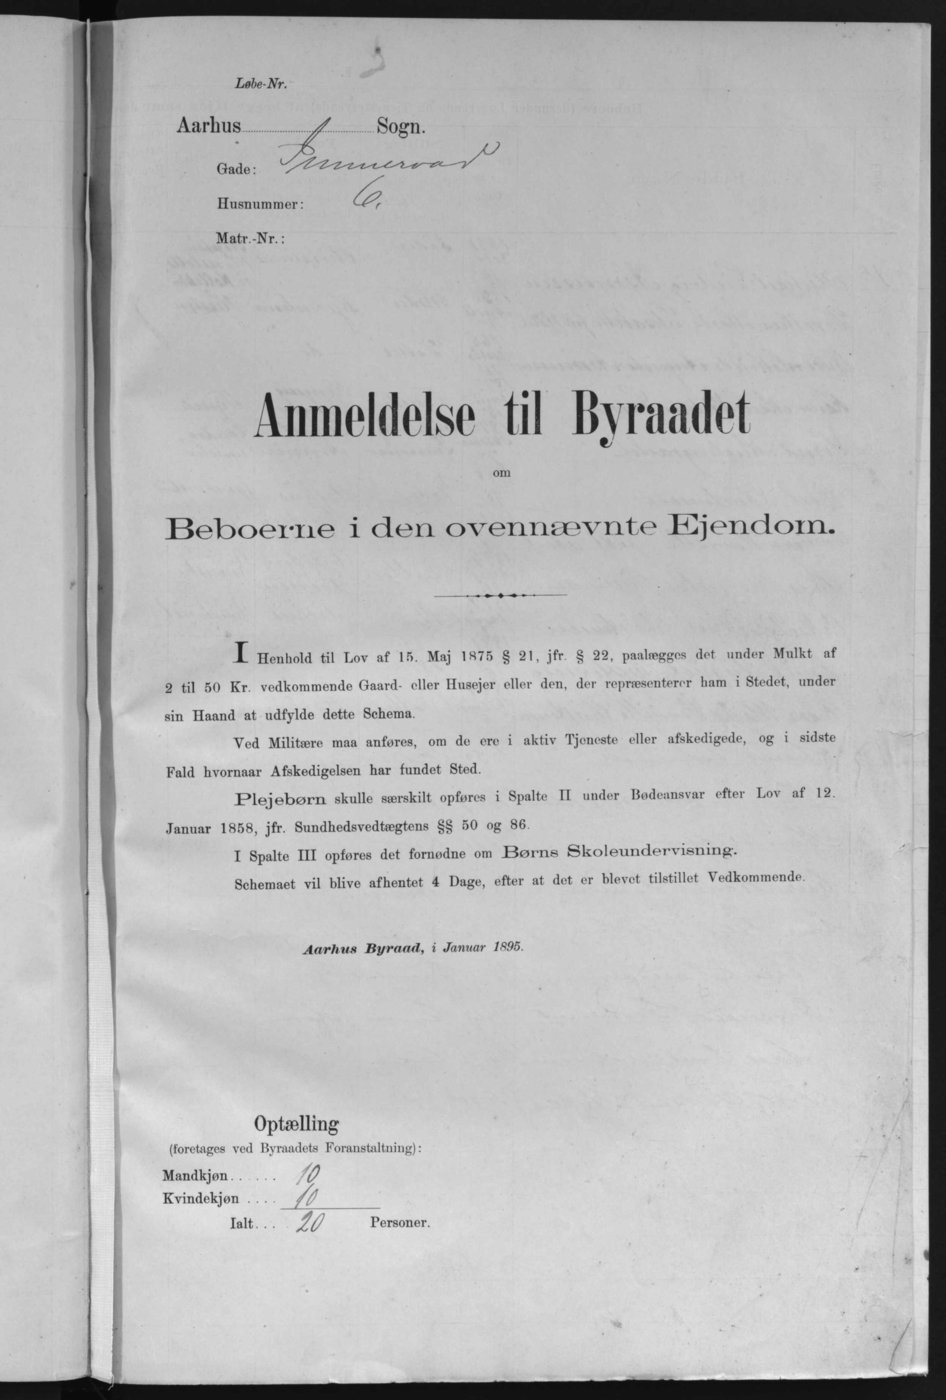 Løbe-Nr.
Aarhus Sogn.
Gade:
Husnummer: 6.
Matr.-Nr.:
Anmeldelse til Byraadet
om
Beboerne i den ovennævnte Ejendom.
I Henhold til Lov af 15. Maj 1875 § 21, jfr. § 22, paalægges det under Mulkt af
2 til 50 Kr. vedkommende Gaard- eller Husejer eller den, der repræsenterer ham i Stedet, under
sin Haand at udfylde dette Schema.
Ved Militære maa anføres, om de ere i aktiv Tjeneste eller afskedigede, og i sidste
Fald hvornaar Afskedigelsen har fundet Sted.
Plejebørn skulle særskilt opføres i Spalte II under Bødeansvar efter Lov af 12.
Januar 1858, jfr. Sundhedsvedtægtens §§ 50 og 86.
I Spalte III opføres det fornødne om Børns Skoleundervisning.
Schemaet vil blive afhentet 4 Dage, efter at det er blevet tilstillet Vedkommende.
Aarhus Byraad, i Januar 1895.
Optælling
(foretages ved Byraadets Foranstaltning):
Mandkjøn...... 10
Kvindekjøn .... 10
Ialt... 20 Personer.